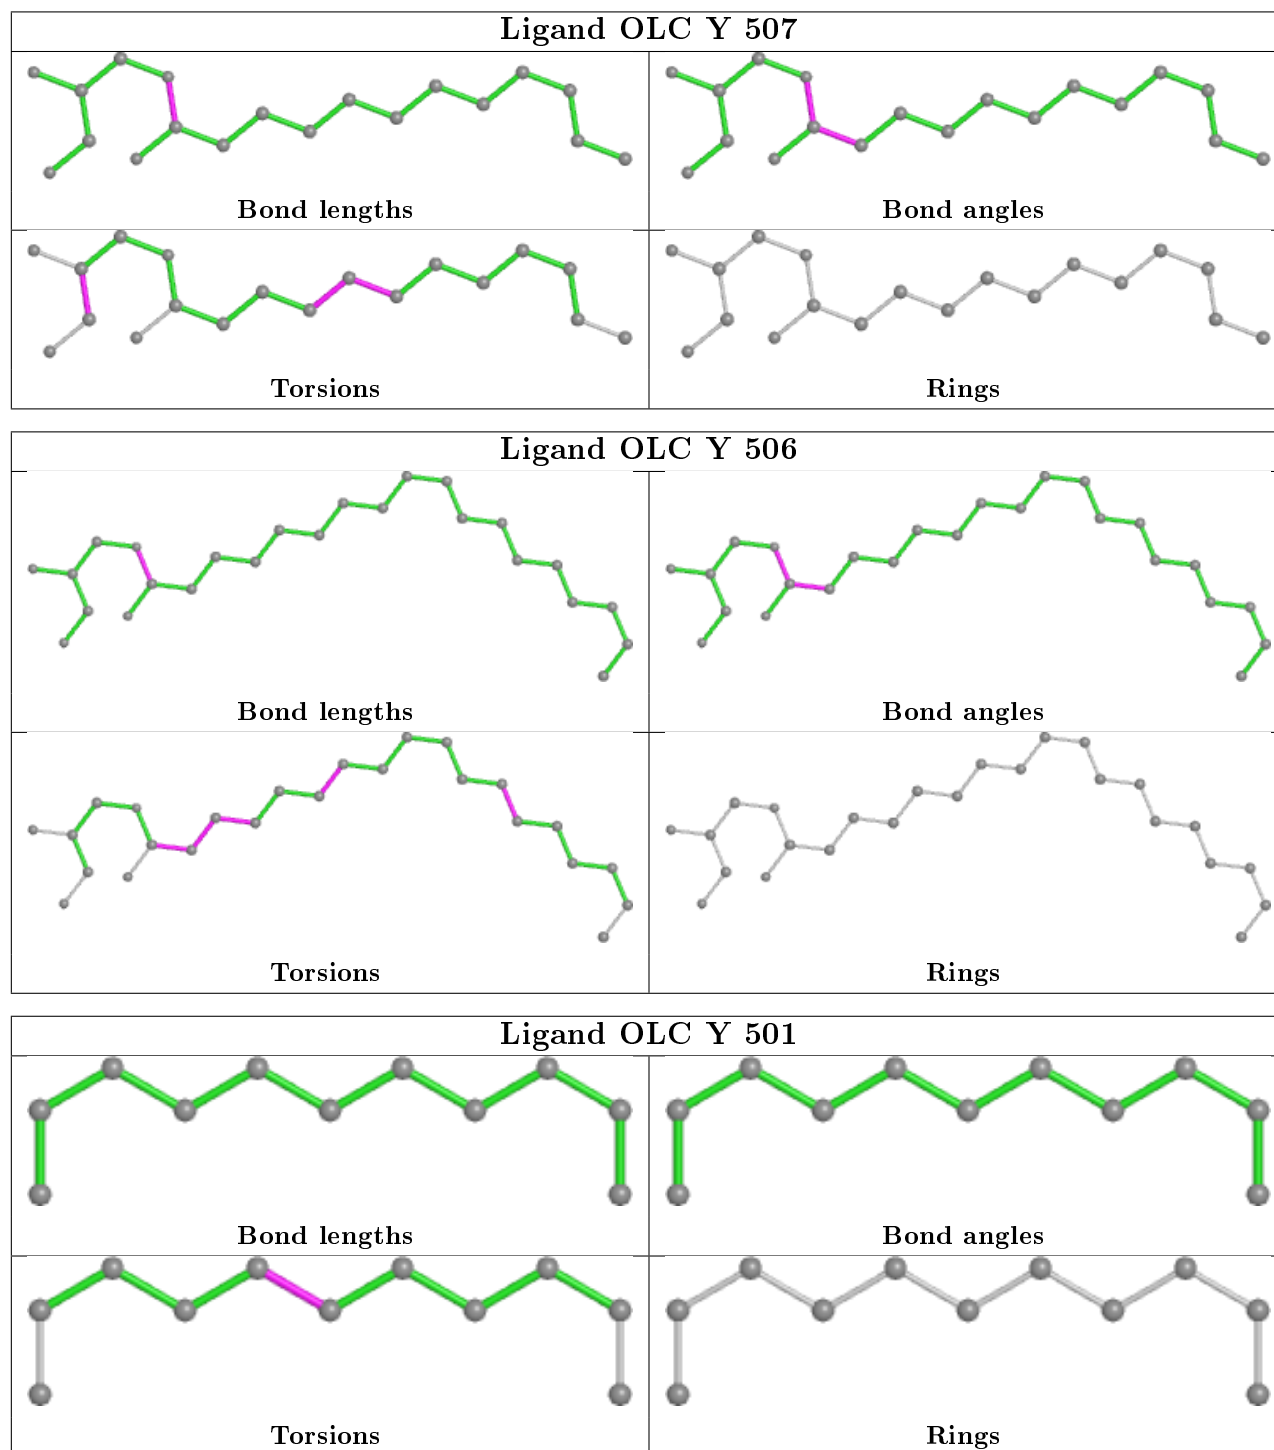 Ligand OLC Y 507
Bond lengths
Bond angles
Torsions
Rings
Ligand OLC Y 506
Bond lengths
Bond angles
Torsions
Rings
Ligand OLC Y 501
Bond lengths
Bond angles
Torsions
Rings